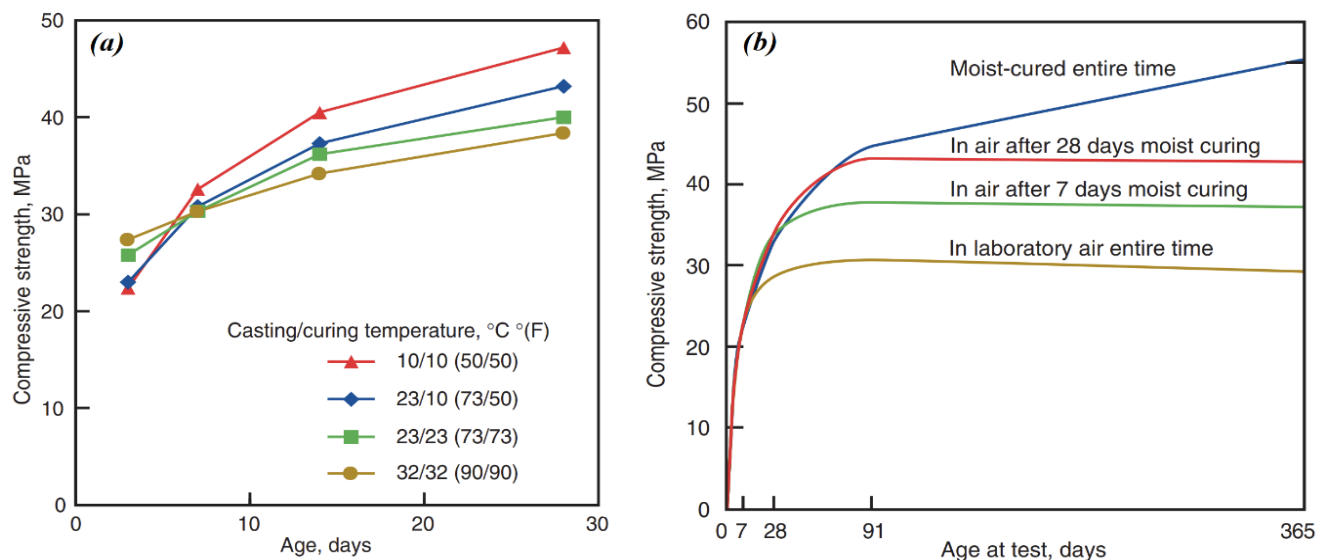 (a)
Compressive strength, MPa
50
40
30
20
10
0
Casting/curing temperature, °C °(F)
10/10 (50/50)
23/10 (73/50)
23/23 (73/73)
32/32 (90/90)
0 10 20 30
Age, days
(b)
Compressive strength, MPa
60
50
40
30
20
10
0
Moist-cured entire time
In air after 28 days moist curing
In air after 7 days moist curing
In laboratory air entire time
0 7 28 91 365
Age at test, days